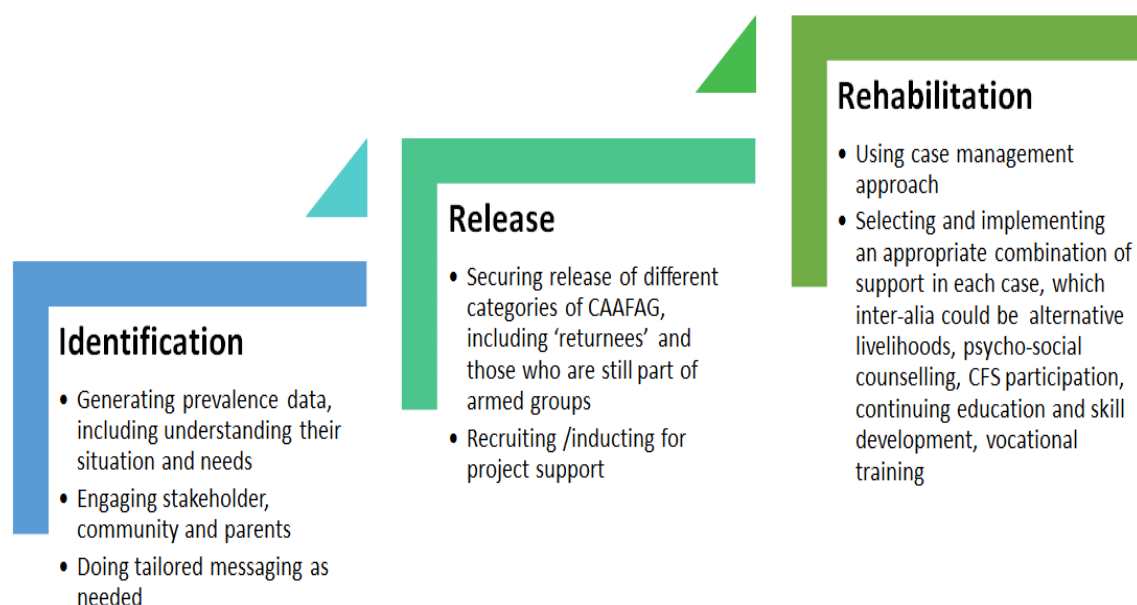 Identification
• Generating prevalence data,
including understanding their
situation and needs
• Engaging stakeholder,
community and parents
• Doing tailored messaging as
needed
Release
• Securing release of different
categories of CAAFAG,
including ‘returnees’ and
those who are still part of
armed groups
• Recruiting /inducting for
project support
Rehabilitation
• Using case management
approach
• Selecting and implementing
an appropriate combination of
support in each case, which
inter-alia could be alternative
livelihoods, psycho-social
counselling, CFS participation,
continuing education and skill
development, vocational
training